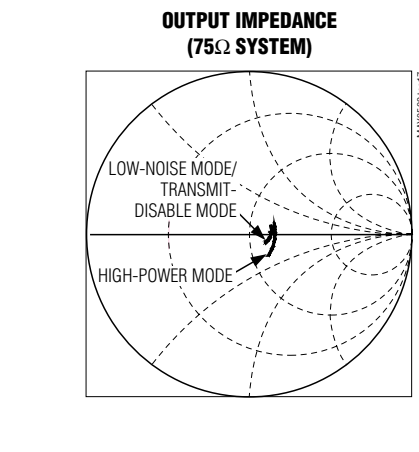 OUTPUT IMPEDANCE
(75Ω SYSTEM)
LOW-NOISE MODE/
TRANSMIT-
DISABLE MODE
HIGH-POWER MODE